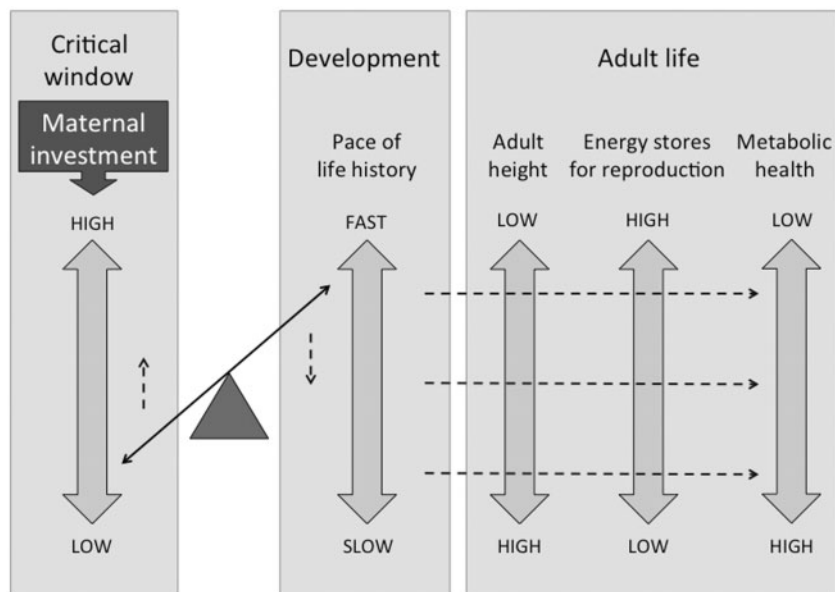 Critical
window
Maternal
investment
HIGH
LOW
Development
Pace of
life history
FAST
SLOW
Adult life
Adult
height
LOW
HIGH
Energy stores
for reproduction
HIGH
LOW
Metabolic
health
LOW
HIGH